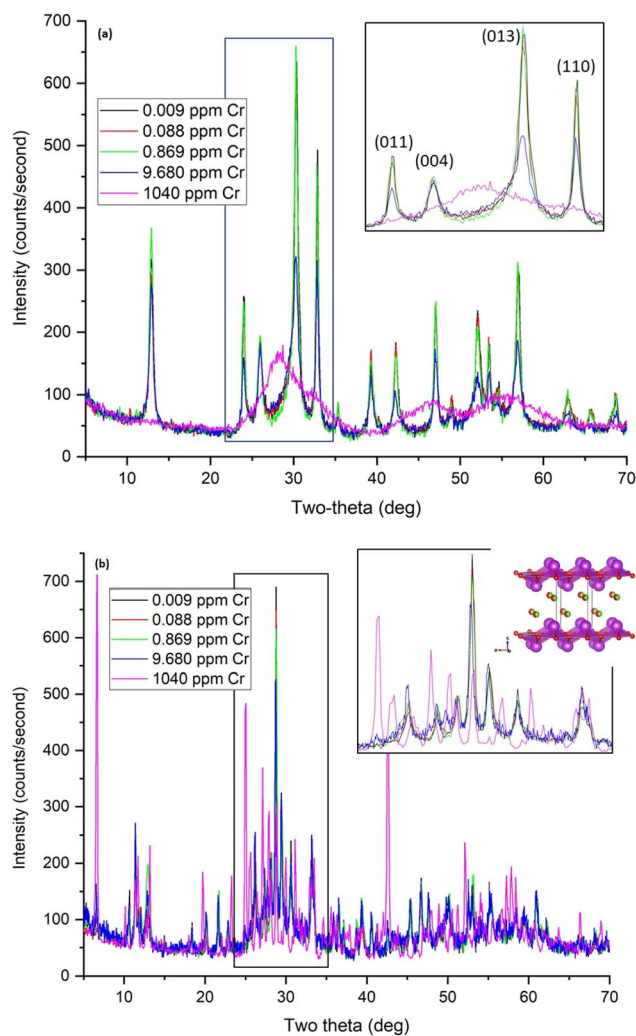 (a)
700
600
500
400
300
200
100
0
Intensity (counts/second)
0.009 ppm Cr
0.088 ppm Cr
0.869 ppm Cr
9.680 ppm Cr
1040 ppm Cr
(013)
(110)
(011)
(004)
10 20 30 40 50 60 70
Two-theta (deg)
(b)
700
600
500
400
300
200
100
0
Intensity (counts/second)
0.009 ppm Cr
0.088 ppm Cr
0.869 ppm Cr
9.680 ppm Cr
1040 ppm Cr
10 20 30 40 50 60 70
Two theta (deg)